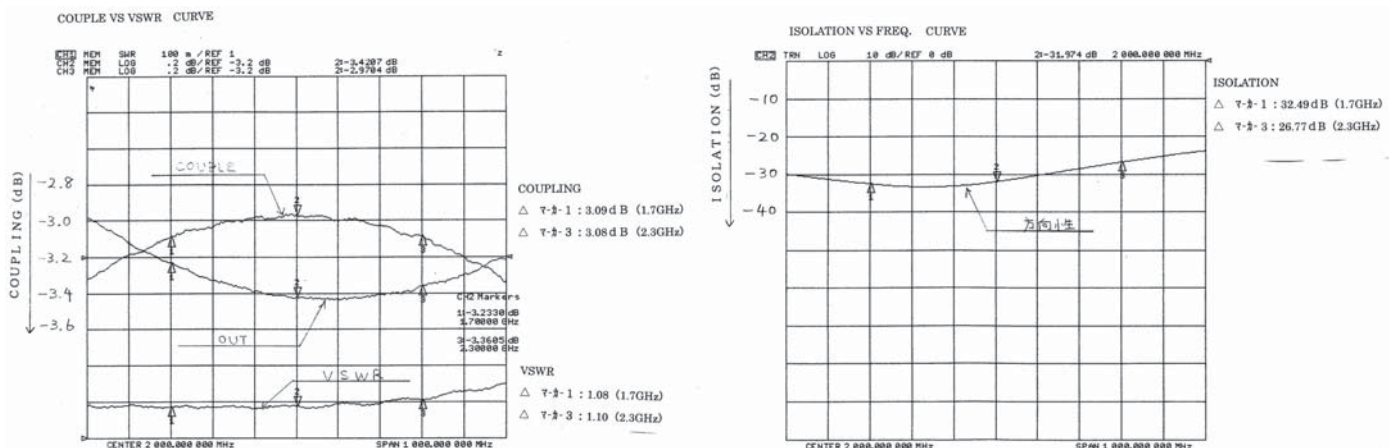 COUPLE VS VSWR CURVE
CH1 MEM SWR 100 m/REF 1
CH2 MEM LOG .2 dB/REF -3.2 dB 2:-3.4207 dB
CH3 MEM LOG .2 dB/REF -3.2 dB 2:-2.9704 dB
COUPLING (dB)
-2.8
-3.0
-3.2
-3.4
-3.6
COUPLE
OUT
VSWR
CH2 Markers
1:-3.2330 dB
1.70000 GHz
3:-3.3605 dB
2.30000 GHz
COUPLING
△ マーカー 1 : 3.09dB (1.7GHz)
△ マーカー 3 : 3.08dB (2.3GHz)
VSWR
△ マーカー 1 : 1.08 (1.7GHz)
△ マーカー 3 : 1.10 (2.3GHz)
CENTER 2 000.000 000 MHz SPAN 1 000.000 000 MHz
ISOLATION VS FREQ. CURVE
CH3 TRN LOG 10 dB/REF 0 dB 2:-31.974 dB 2 000.000 000 MHz
ISOLATION (dB)
-10
-20
-30
-40
方向性
ISOLATION
△ マーカー 1 : 32.49dB (1.7GHz)
△ マーカー 3 : 26.77dB (2.3GHz)
CENTER 2 000.000 000 MHz SPAN 1 000.000 000 MHz